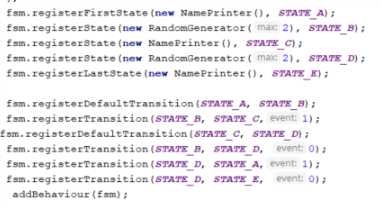 fsm.registerFirstState(new NamePrinter(), STATE_A);
fsm.registerState(new RandomGenerator( max: 2), STATE_B);
fsm.registerState(new NamePrinter(), STATE_C);
fsm.registerState(new RandomGenerator( max: 2), STATE_D);
fsm.registerLastState(new NamePrinter(), STATE_E);
fsm.registerDefaultTransition(STATE_A, STATE_B);
fsm.registerTransition(STATE_B, STATE_C, event: 1);
fsm.registerDefaultTransition(STATE_C, STATE_D);
fsm.registerTransition(STATE_B, STATE_D, event: 0);
fsm.registerTransition(STATE_D, STATE_A, event: 1);
fsm.registerTransition(STATE_D, STATE_E, event: 0);
addBehaviour(fsm);